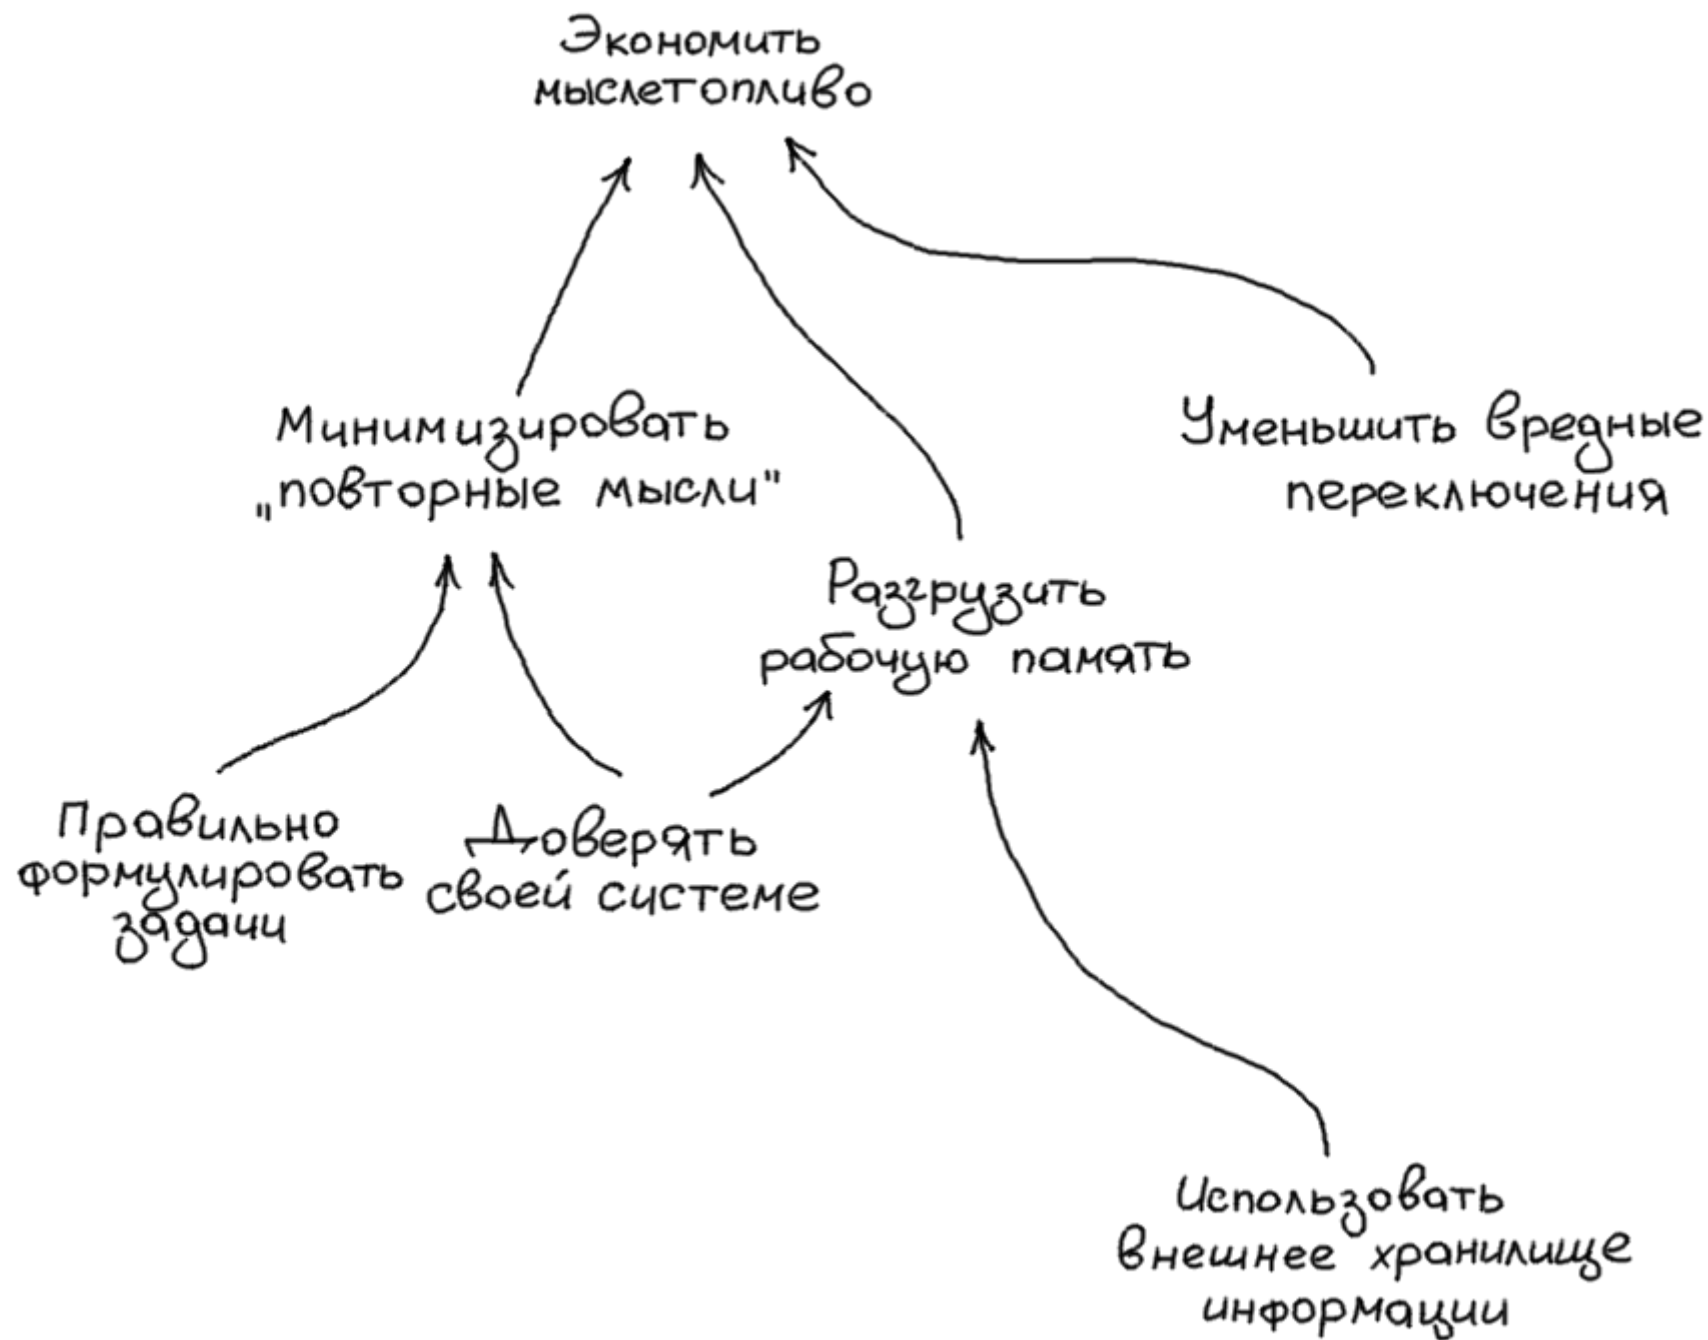 Экономить
мыслетопливо
Минимизировать
„повторные мысли"
Уменьшить вредные
переключения
Разгрузить
рабочую память
Правильно
формулировать
задачи
Доверять
своей системе
Использовать
внешнее хранилище
информации